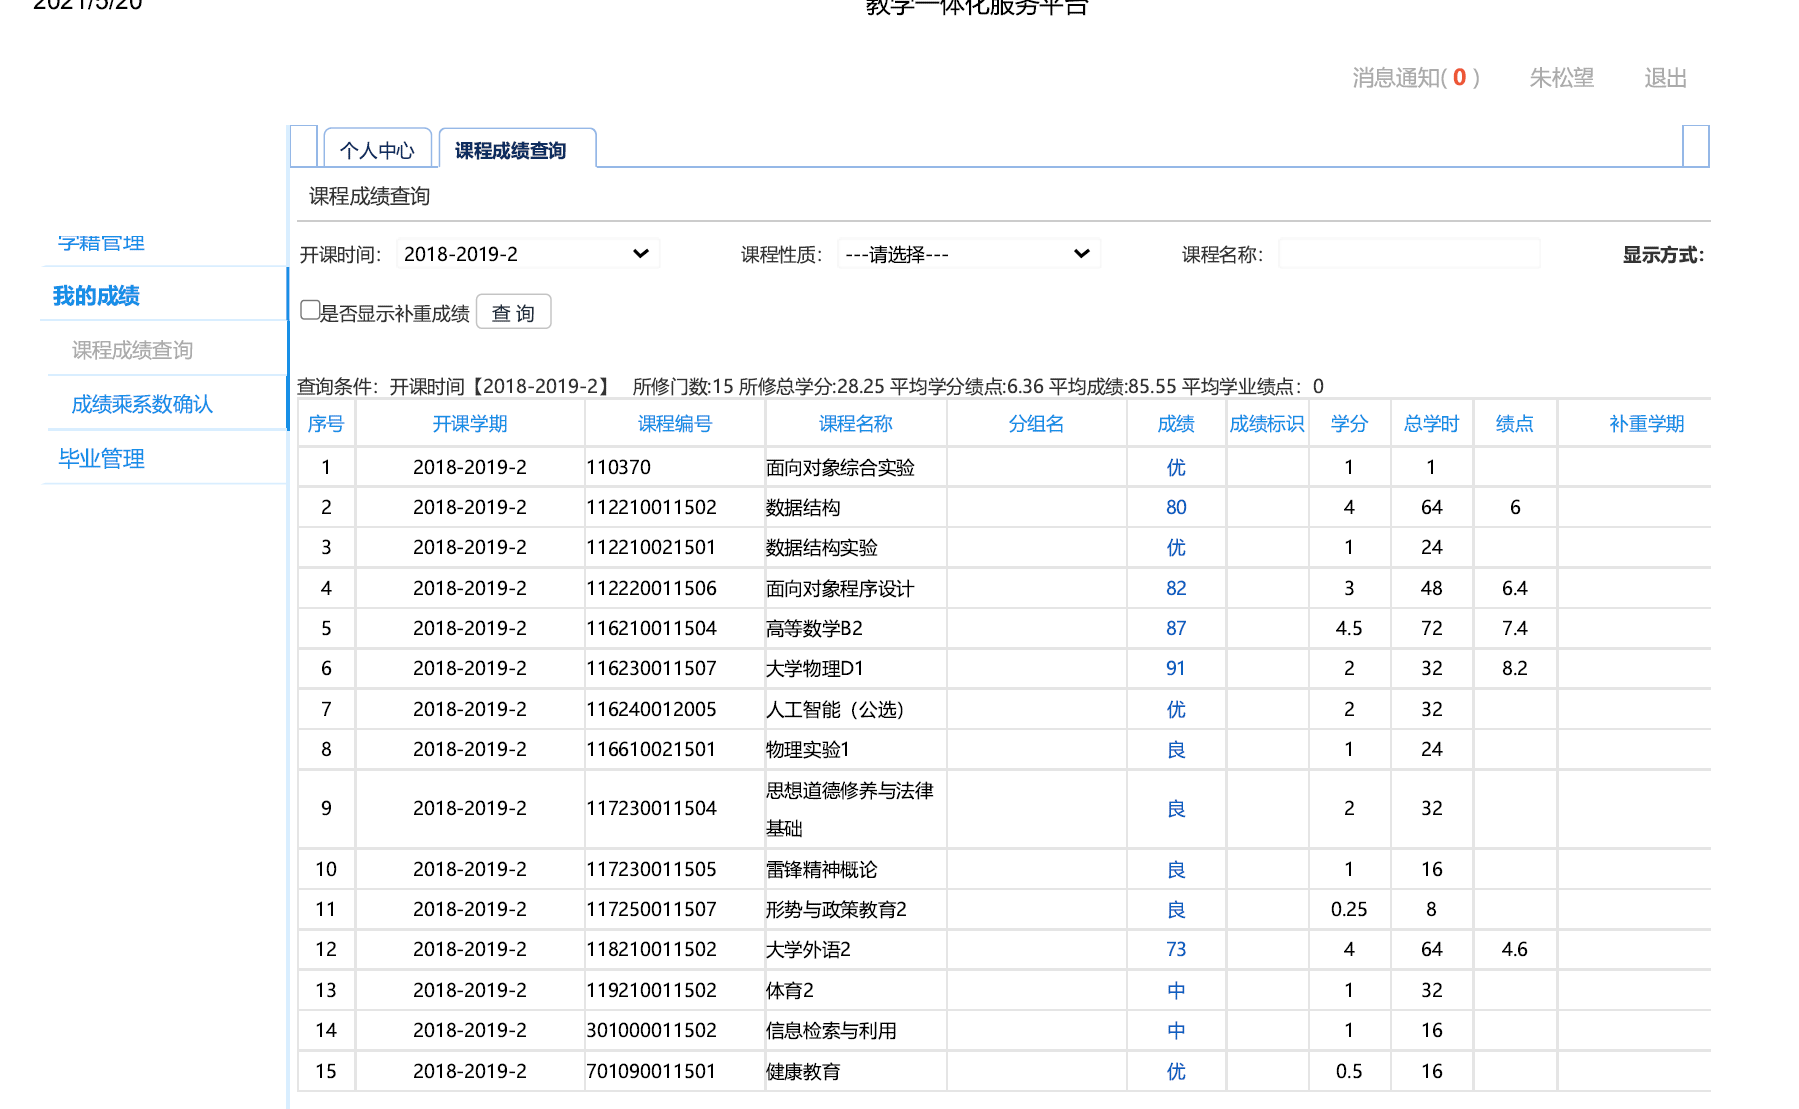 2021/5/20 教学一体化服务平台
消息通知(0) 朱松望 退出
个人中心 课程成绩查询
课程成绩查询
学籍管理
我的成绩
课程成绩查询
成绩乘系数确认
毕业管理
开课时间: 2018-2019-2 课程性质: ---请选择--- 课程名称: 显示方式:
是否显示补重成绩 查 询
查询条件: 开课时间【2018-2019-2】 所修门数:15 所修总学分:28.25 平均学分绩点:6.36 平均成绩:85.55 平均学业绩点: 0
序号 开课学期 课程编号 课程名称 分组名 成绩 成绩标识 学分 总学时 绩点 补重学期
1 2018-2019-2 110370 面向对象综合实验 优 1 1
2 2018-2019-2 112210011502 数据结构 80 4 64 6
3 2018-2019-2 112210021501 数据结构实验 优 1 24
4 2018-2019-2 112220011506 面向对象程序设计 82 3 48 6.4
5 2018-2019-2 116210011504 高等数学B2 87 4.5 72 7.4
6 2018-2019-2 116230011507 大学物理D1 91 2 32 8.2
7 2018-2019-2 116240012005 人工智能（公选） 优 2 32
8 2018-2019-2 116610021501 物理实验1 良 1 24
9 2018-2019-2 117230011504 思想道德修养与法律 良 2 32
基础
10 2018-2019-2 117230011505 雷锋精神概论 良 1 16
11 2018-2019-2 117250011507 形势与政策教育2 良 0.25 8
12 2018-2019-2 118210011502 大学外语2 73 4 64 4.6
13 2018-2019-2 119210011502 体育2 中 1 32
14 2018-2019-2 301000011502 信息检索与利用 中 1 16
15 2018-2019-2 701090011501 健康教育 优 0.5 16